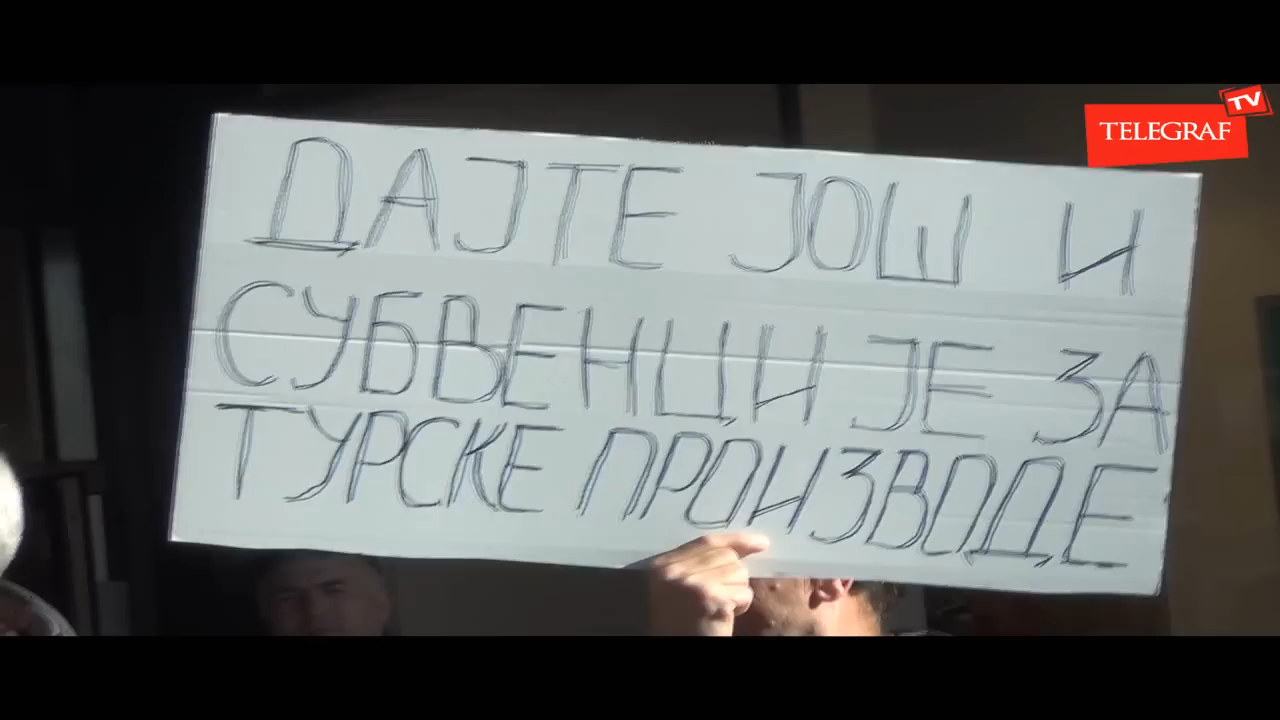 TELEGRAF TV
ДАЈТЕ ЈОШ И
СУБВЕНЦИЈЕ ЗА
ТУРСКЕ ПРОИЗВОДЕ